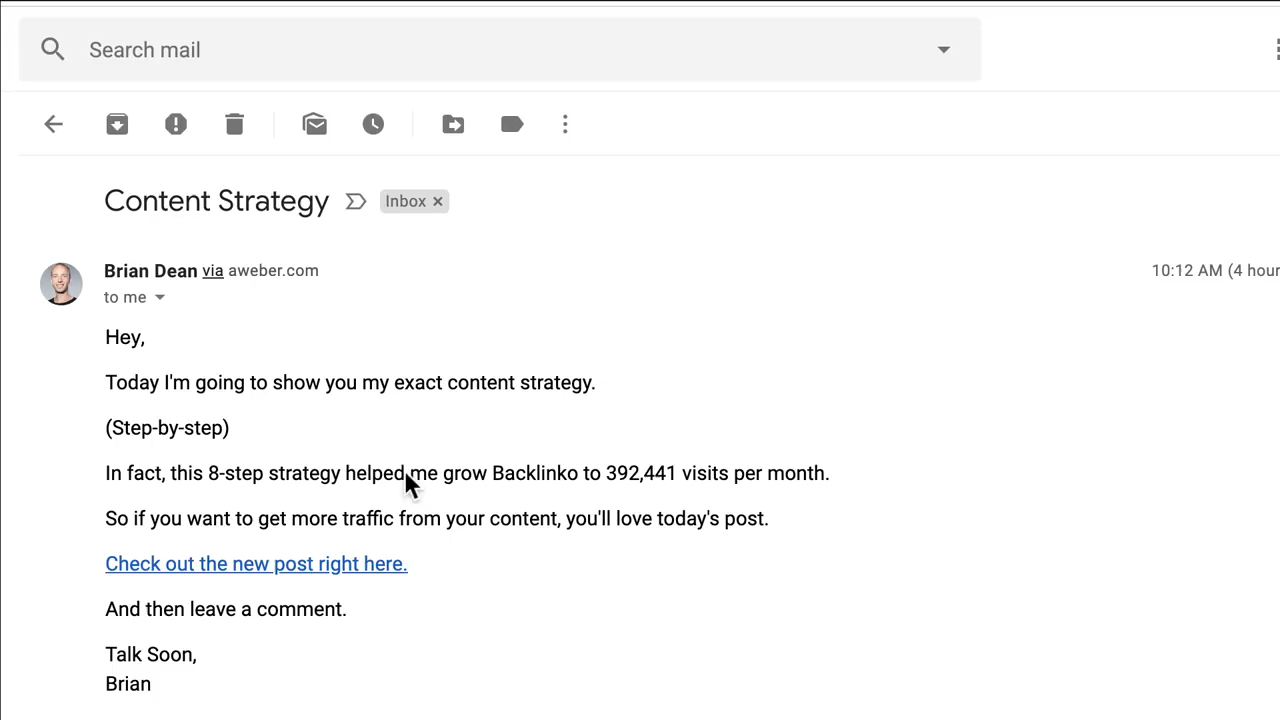 Search mail
Content Strategy Inbox ×
Brian Dean via aweber.com 10:12 AM (4 hour
to me
Hey,
Today I'm going to show you my exact content strategy.
(Step-by-step)
In fact, this 8-step strategy helped me grow Backlinko to 392,441 visits per month.
So if you want to get more traffic from your content, you'll love today's post.
Check out the new post right here.
And then leave a comment.
Talk Soon,
Brian